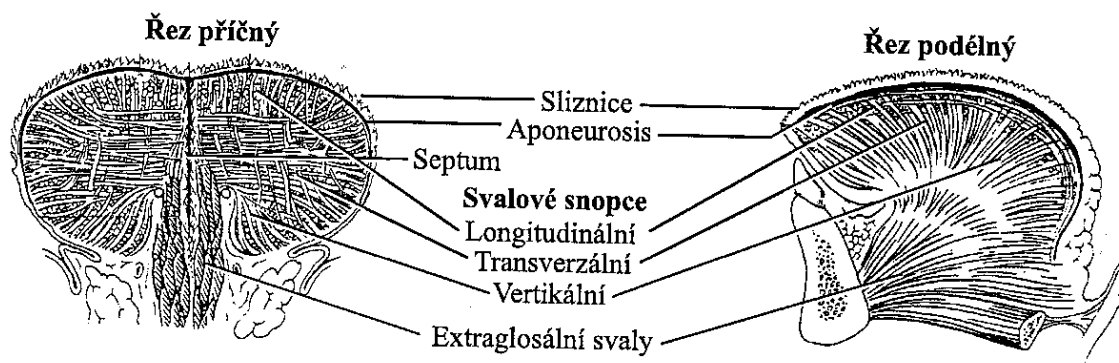 Řez příčný
Řez podélný
Sliznice
Aponeurosis
Septum
Svalové snopce
Longitudinální
Transverzální
Vertikální
Extraglosální svaly